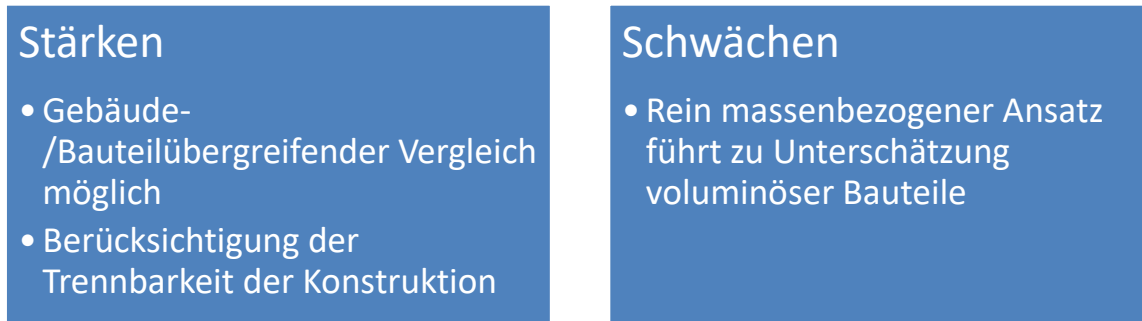 Stärken
• Gebäude-
/Bauteilübergreifender Vergleich
möglich
• Berücksichtigung der
Trennbarkeit der Konstruktion
Schwächen
• Rein massenbezogener Ansatz
führt zu Unterschätzung
voluminöser Bauteile